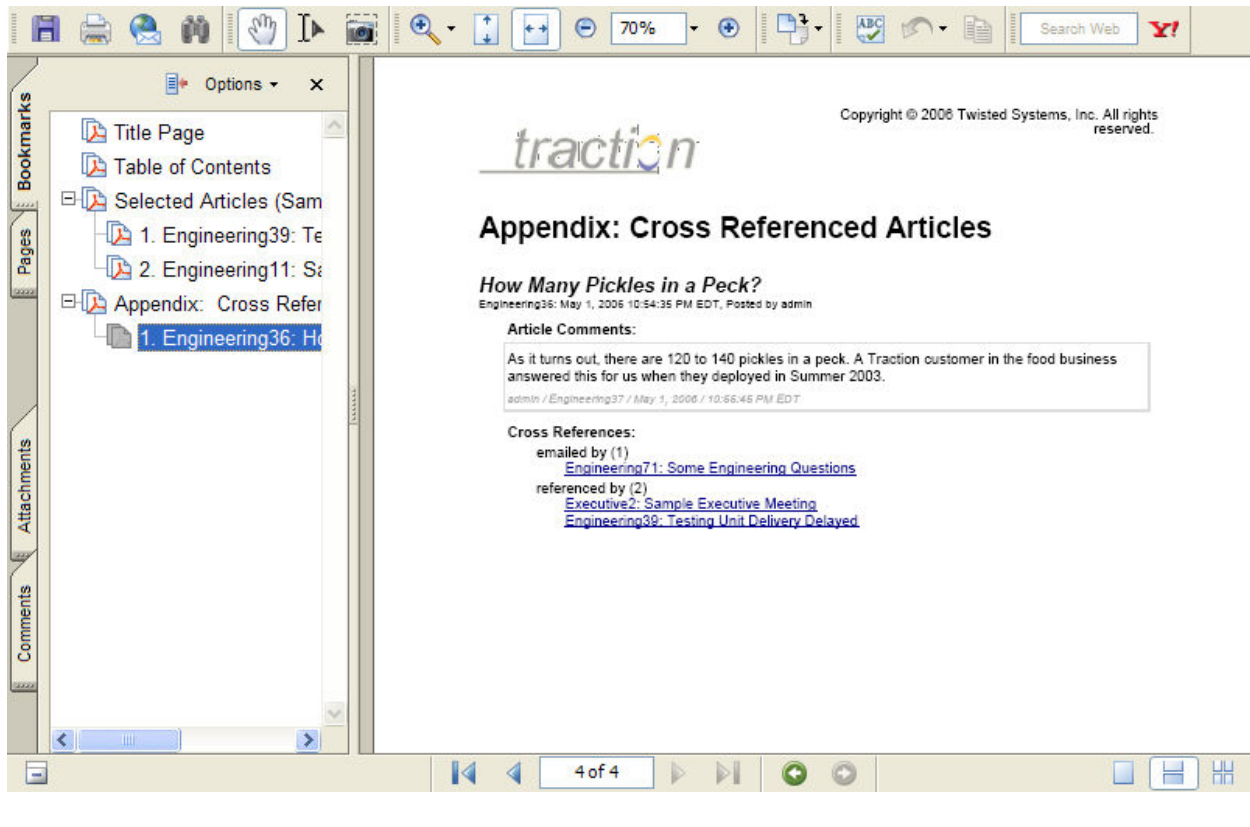 70%
Search Web
Y!
Options
x
Bookmarks
Pages
Attachments
Comments
Title Page
Table of Contents
Selected Articles (Sam
1. Engineering39: Te
2. Engineering11: Sa
Appendix: Cross Refer
1. Engineering36: Ho
traction
Copyright © 2006 Twisted Systems, Inc. All rights
reserved.
Appendix: Cross Referenced Articles
How Many Pickles in a Peck?
Engineering36: May 1, 2006 10:54:35 PM EDT, Posted by admin
Article Comments:
As it turns out, there are 120 to 140 pickles in a peck. A Traction customer in the food business
answered this for us when they deployed in Summer 2003.
admin / Engineering37 / May 1, 2006 / 10:55:45 PM EDT
Cross References:
emailed by (1)
Engineering71: Some Engineering Questions
referenced by (2)
Executive2: Sample Executive Meeting
Engineering39: Testing Unit Delivery Delayed
4 of 4